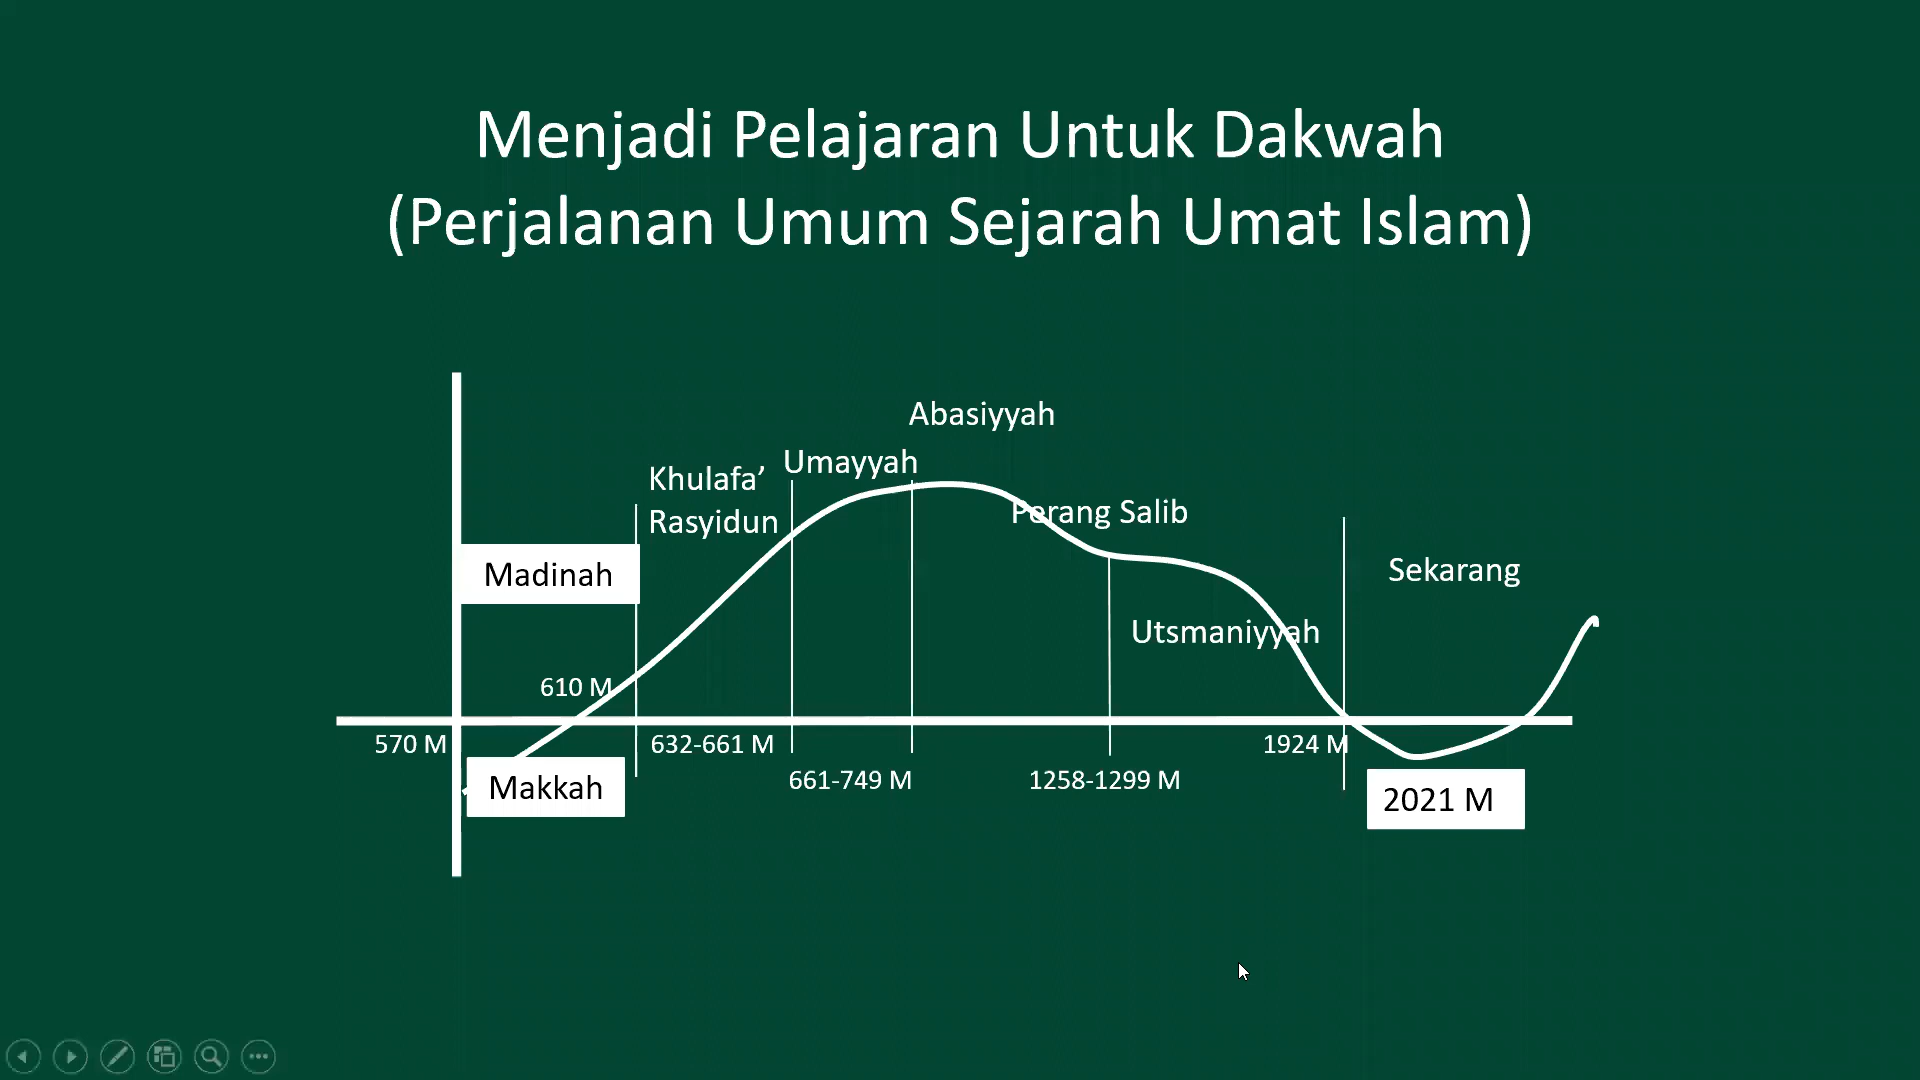 Menjadi Pelajaran Untuk Dakwah
(Perjalanan Umum Sejarah Umat Islam)
Abasiyyah
Umayyah
Khulafa’
Rasyidun
Perang Salib
Madinah
Sekarang
Utsmaniyyah
610 M
570 M
632-661 M
1924 M
661-749 M
1258-1299 M
Makkah
2021 M